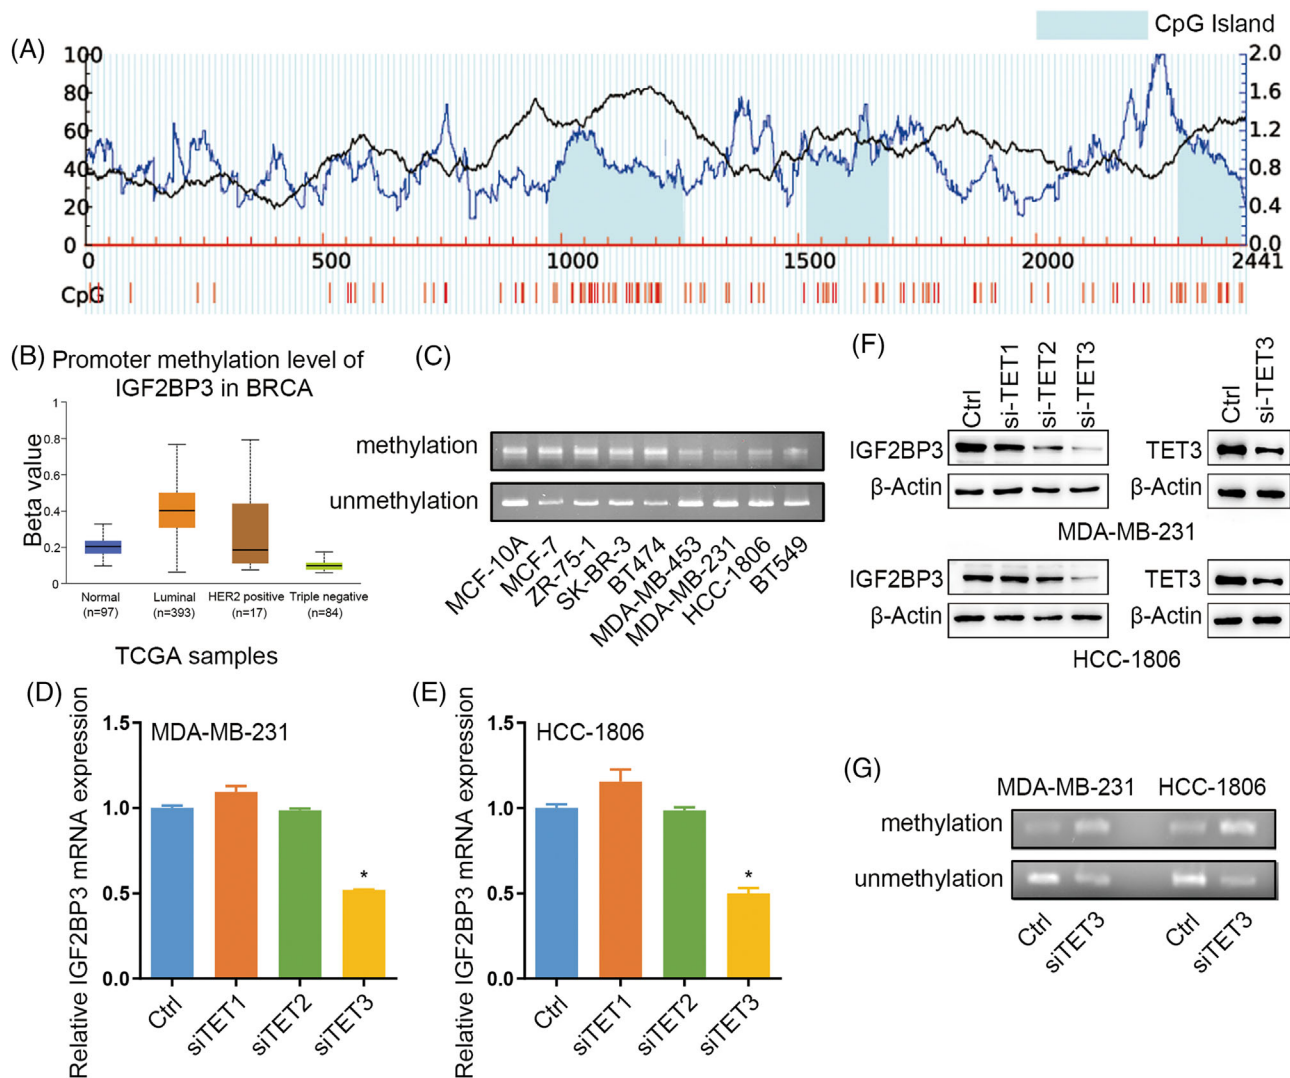 CpG Island
(A)
100
80
60
40
20
0
2.0
1.6
1.2
0.8
0.4
0.0
0
500
1000
1500
2000
2441
CpG
(B)
Promoter methylation level of
IGF2BP3 in BRCA
Beta value
1
0.8
0.6
0.4
0.2
0
Normal
(n=97)
Luminal
(n=393)
HER2 positive
(n=17)
Triple negative
(n=84)
TCGA samples
(C)
methylation
unmethylation
MCF-10A
MCF-7
ZR-75-1
SK-BR-3
BT474
MDA-MB-453
MDA-MB-231
HCC-1806
BT549
(F)
Ctrl
si-TET1
si-TET2
si-TET3
Ctrl
si-TET3
IGF2BP3
TET3
β-Actin
β-Actin
MDA-MB-231
IGF2BP3
TET3
β-Actin
β-Actin
HCC-1806
(D)
Relative IGF2BP3 mRNA expression
MDA-MB-231
1.5
1.0
0.5
0.0
*
Ctrl
siTET1
siTET2
siTET3
(E)
Relative IGF2BP3 mRNA expression
HCC-1806
1.5
1.0
0.5
0.0
*
Ctrl
siTET1
siTET2
siTET3
(G)
MDA-MB-231 HCC-1806
methylation
unmethylation
Ctrl
siTET3
Ctrl
siTET3